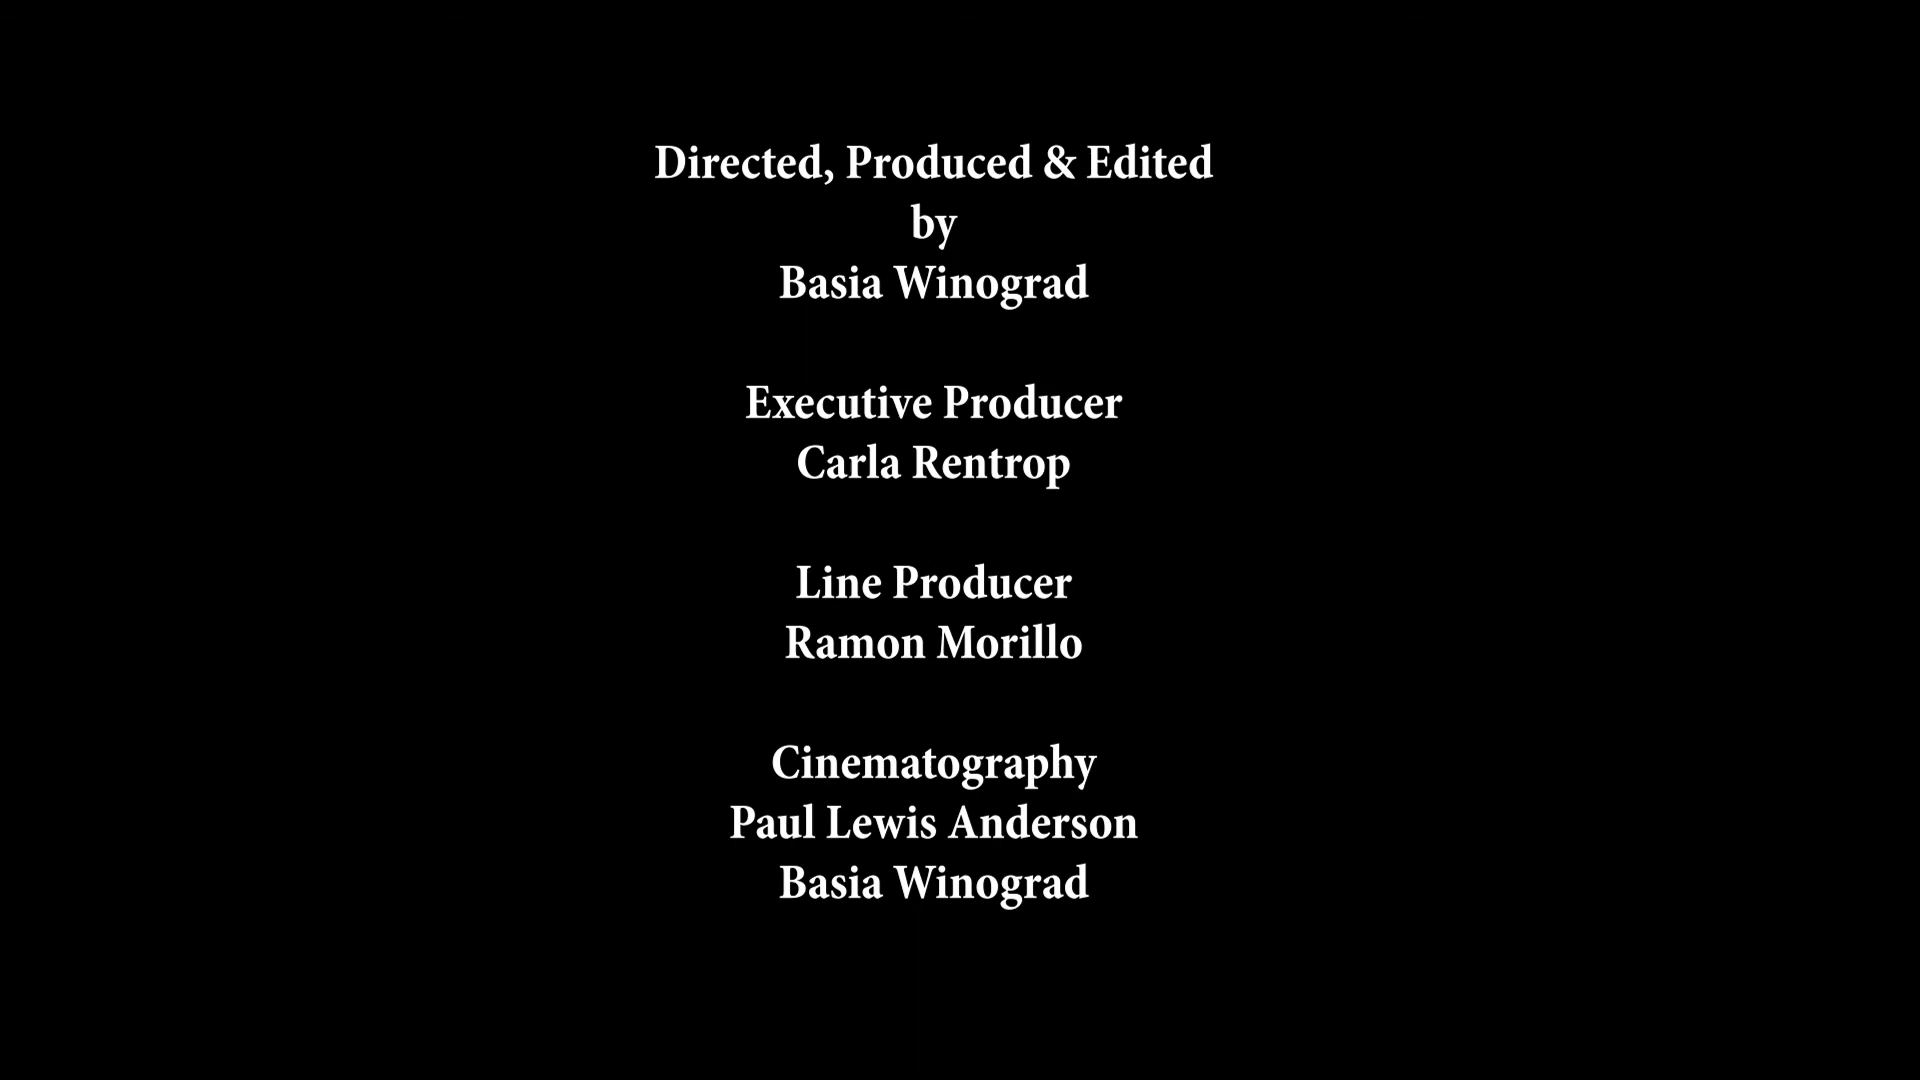 Directed, Produced & Edited
by
Basia Winograd
Executive Producer
Carla Rentrop
Line Producer
Ramon Morillo
Cinematography
Paul Lewis Anderson
Basia Winograd